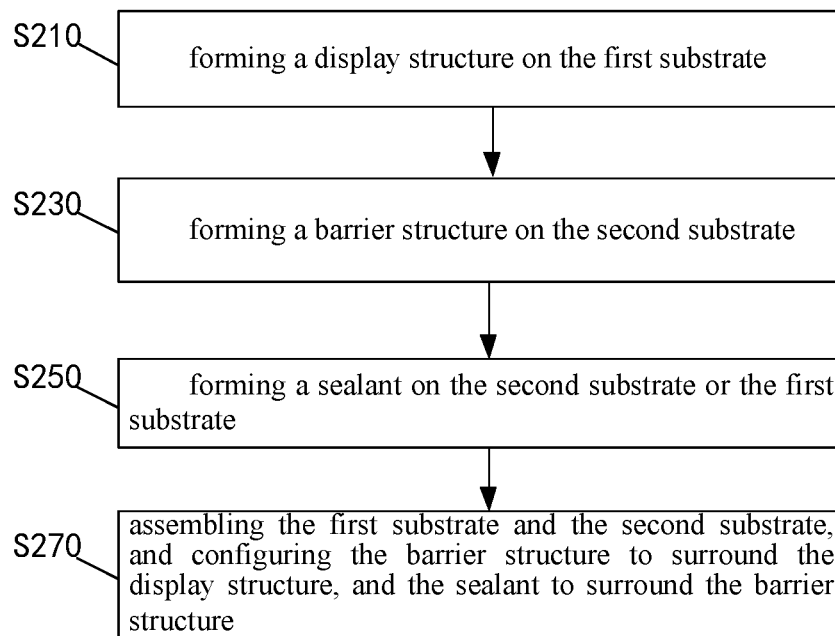 S210
forming a display structure on the first substrate
S230
forming a barrier structure on the second substrate
S250
forming a sealant on the second substrate or the first
substrate
S270
assembling the first substrate and the second substrate,
and configuring the barrier structure to surround the
display structure, and the sealant to surround the barrier
structure